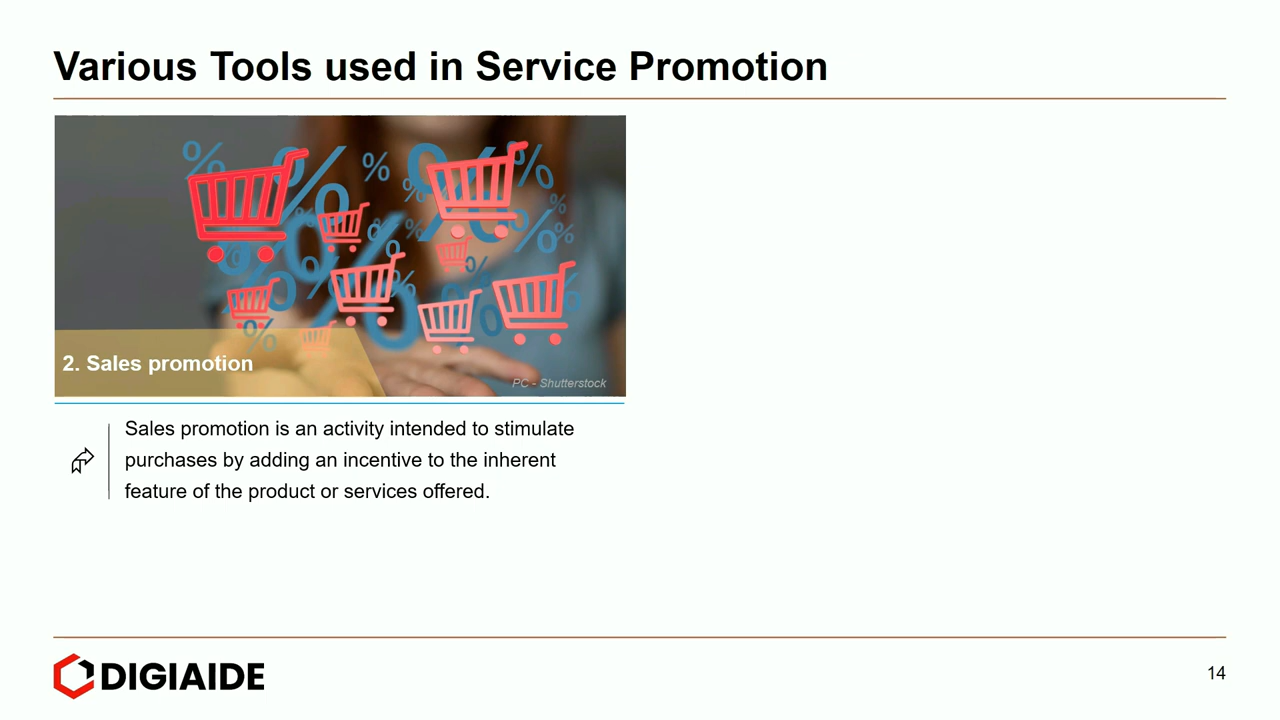 Various Tools used in Service Promotion
2. Sales promotion
PC - Shutterstock
Sales promotion is an activity intended to stimulate
purchases by adding an incentive to the inherent
feature of the product or services offered.
DIGIAIDE
14